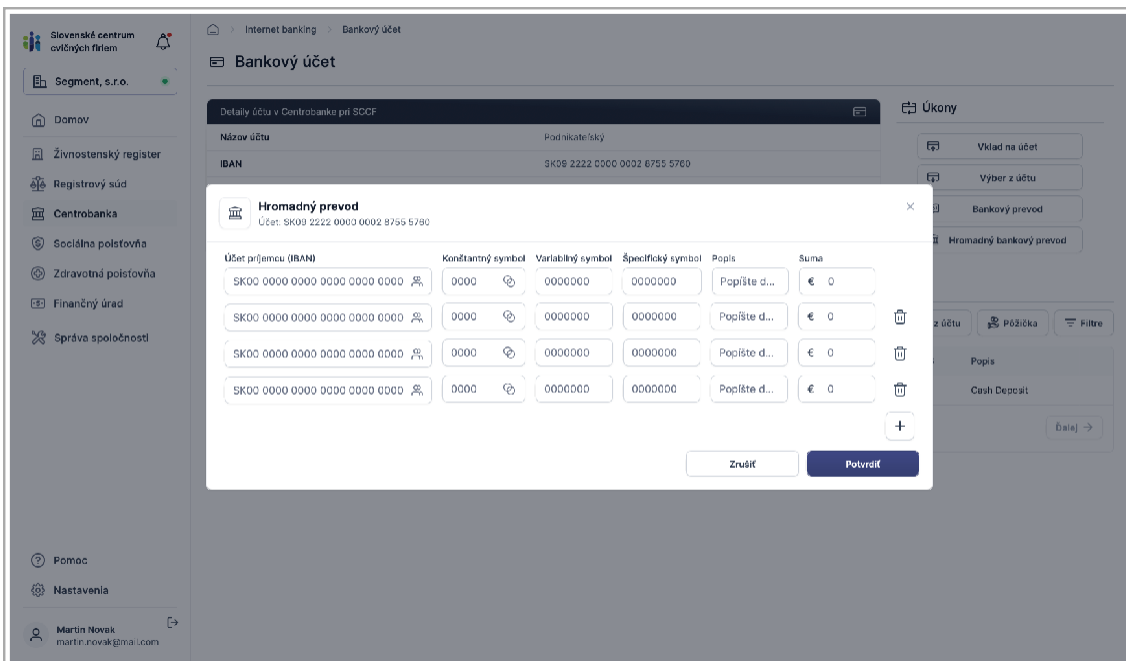 Slovenské centrum
cvičných firiem
Segment, s.r.o.
Domov
Živnostenský register
Registrový súd
Centrobanka
Sociálna poisťovňa
Zdravotná poisťovňa
Finančný úrad
Správa spoločnosti
Pomoc
Nastavenia
Martin Novak
martin.novak@mail.com
Internet banking
Bankový účet
Bankový účet
Detaily účtu v Centrobanke pri SCCF
Názov účtu Podnikateľský
IBAN SK09 2222 0000 0002 8755 5760
Úkony
Vklad na účet
Výber z účtu
Bankový prevod
Hromadný bankový prevod
z účtu Pôžička Filtre
Popis
Cash Deposit
Ďalej
Hromadný prevod
Účet: SK09 2222 0000 0002 8755 5760
Účet príjemcu (IBAN) Konštantný symbol Variabilný symbol Špecifický symbol Popis Suma
SK00 0000 0000 0000 0000 0000 0000 0000000 0000000 Popíšte d... € 0
SK00 0000 0000 0000 0000 0000 0000 0000000 0000000 Popíšte d... € 0
SK00 0000 0000 0000 0000 0000 0000 0000000 0000000 Popíšte d... € 0
SK00 0000 0000 0000 0000 0000 0000 0000000 0000000 Popíšte d... € 0
Zrušiť Potvrdiť